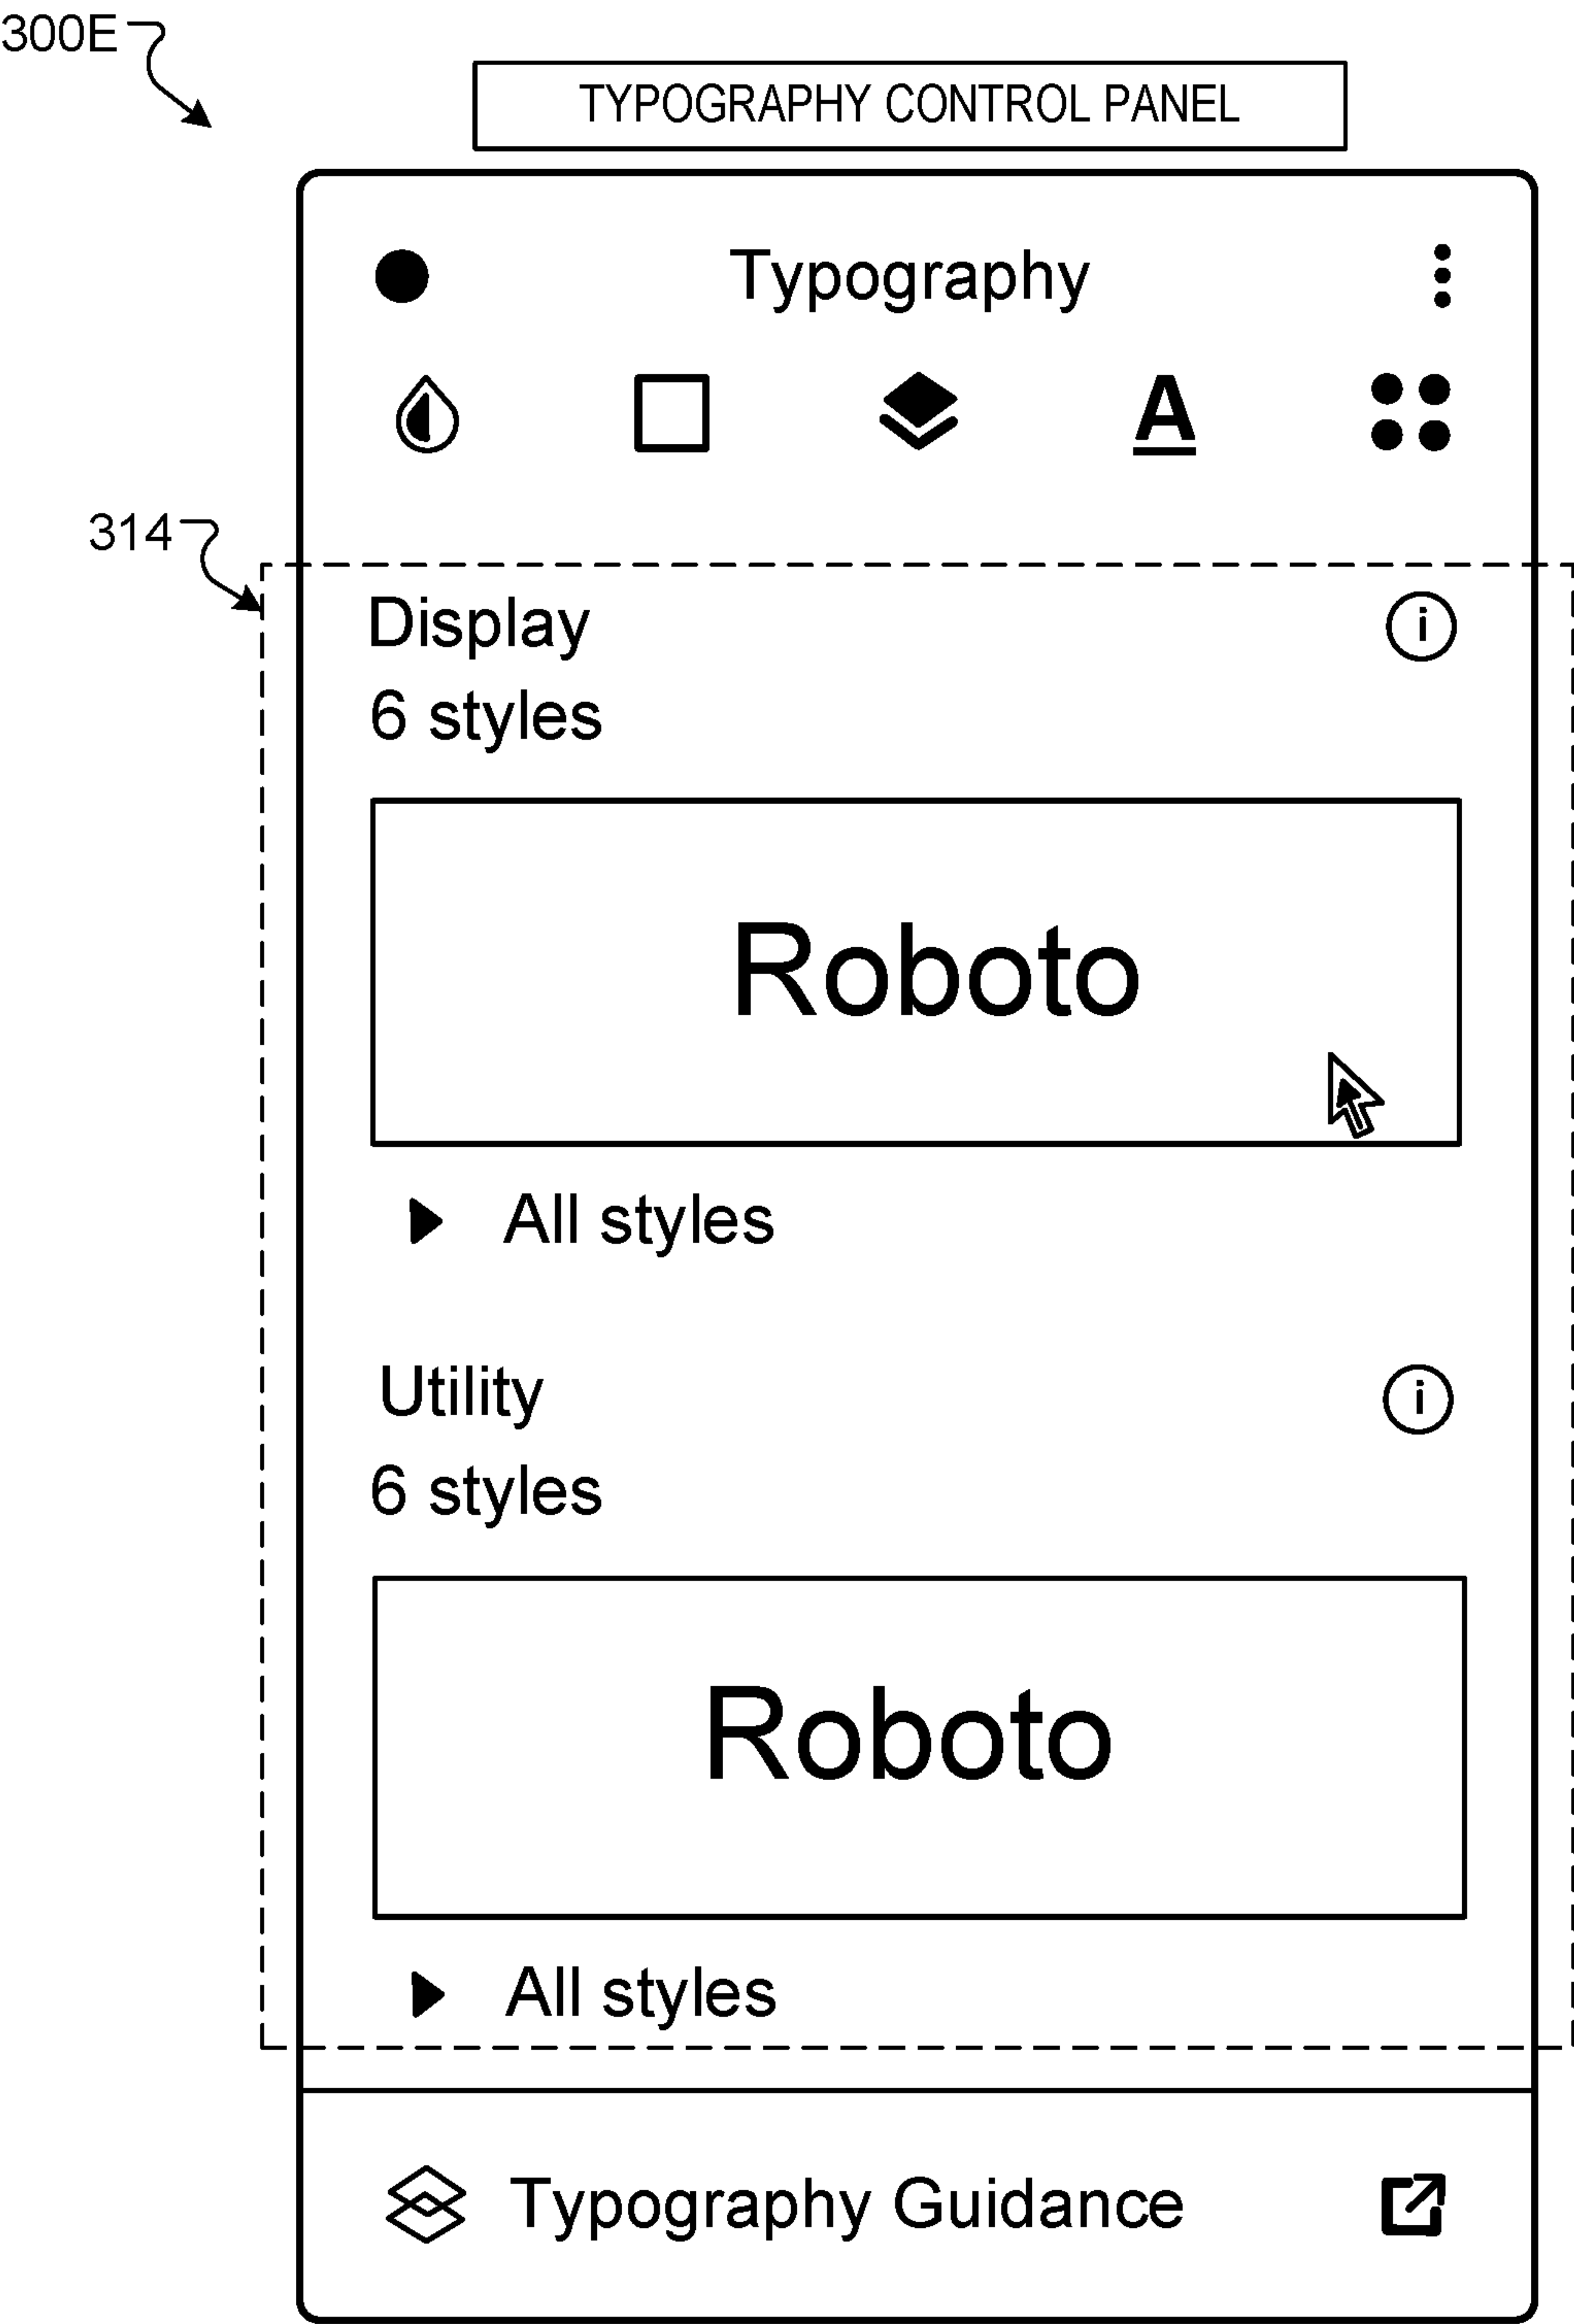 300E
TYPOGRAPHY CONTROL PANEL
Typography
A
314
Display
i
6 styles
Roboto
All styles
Utility
i
6 styles
Roboto
All styles
Typography Guidance